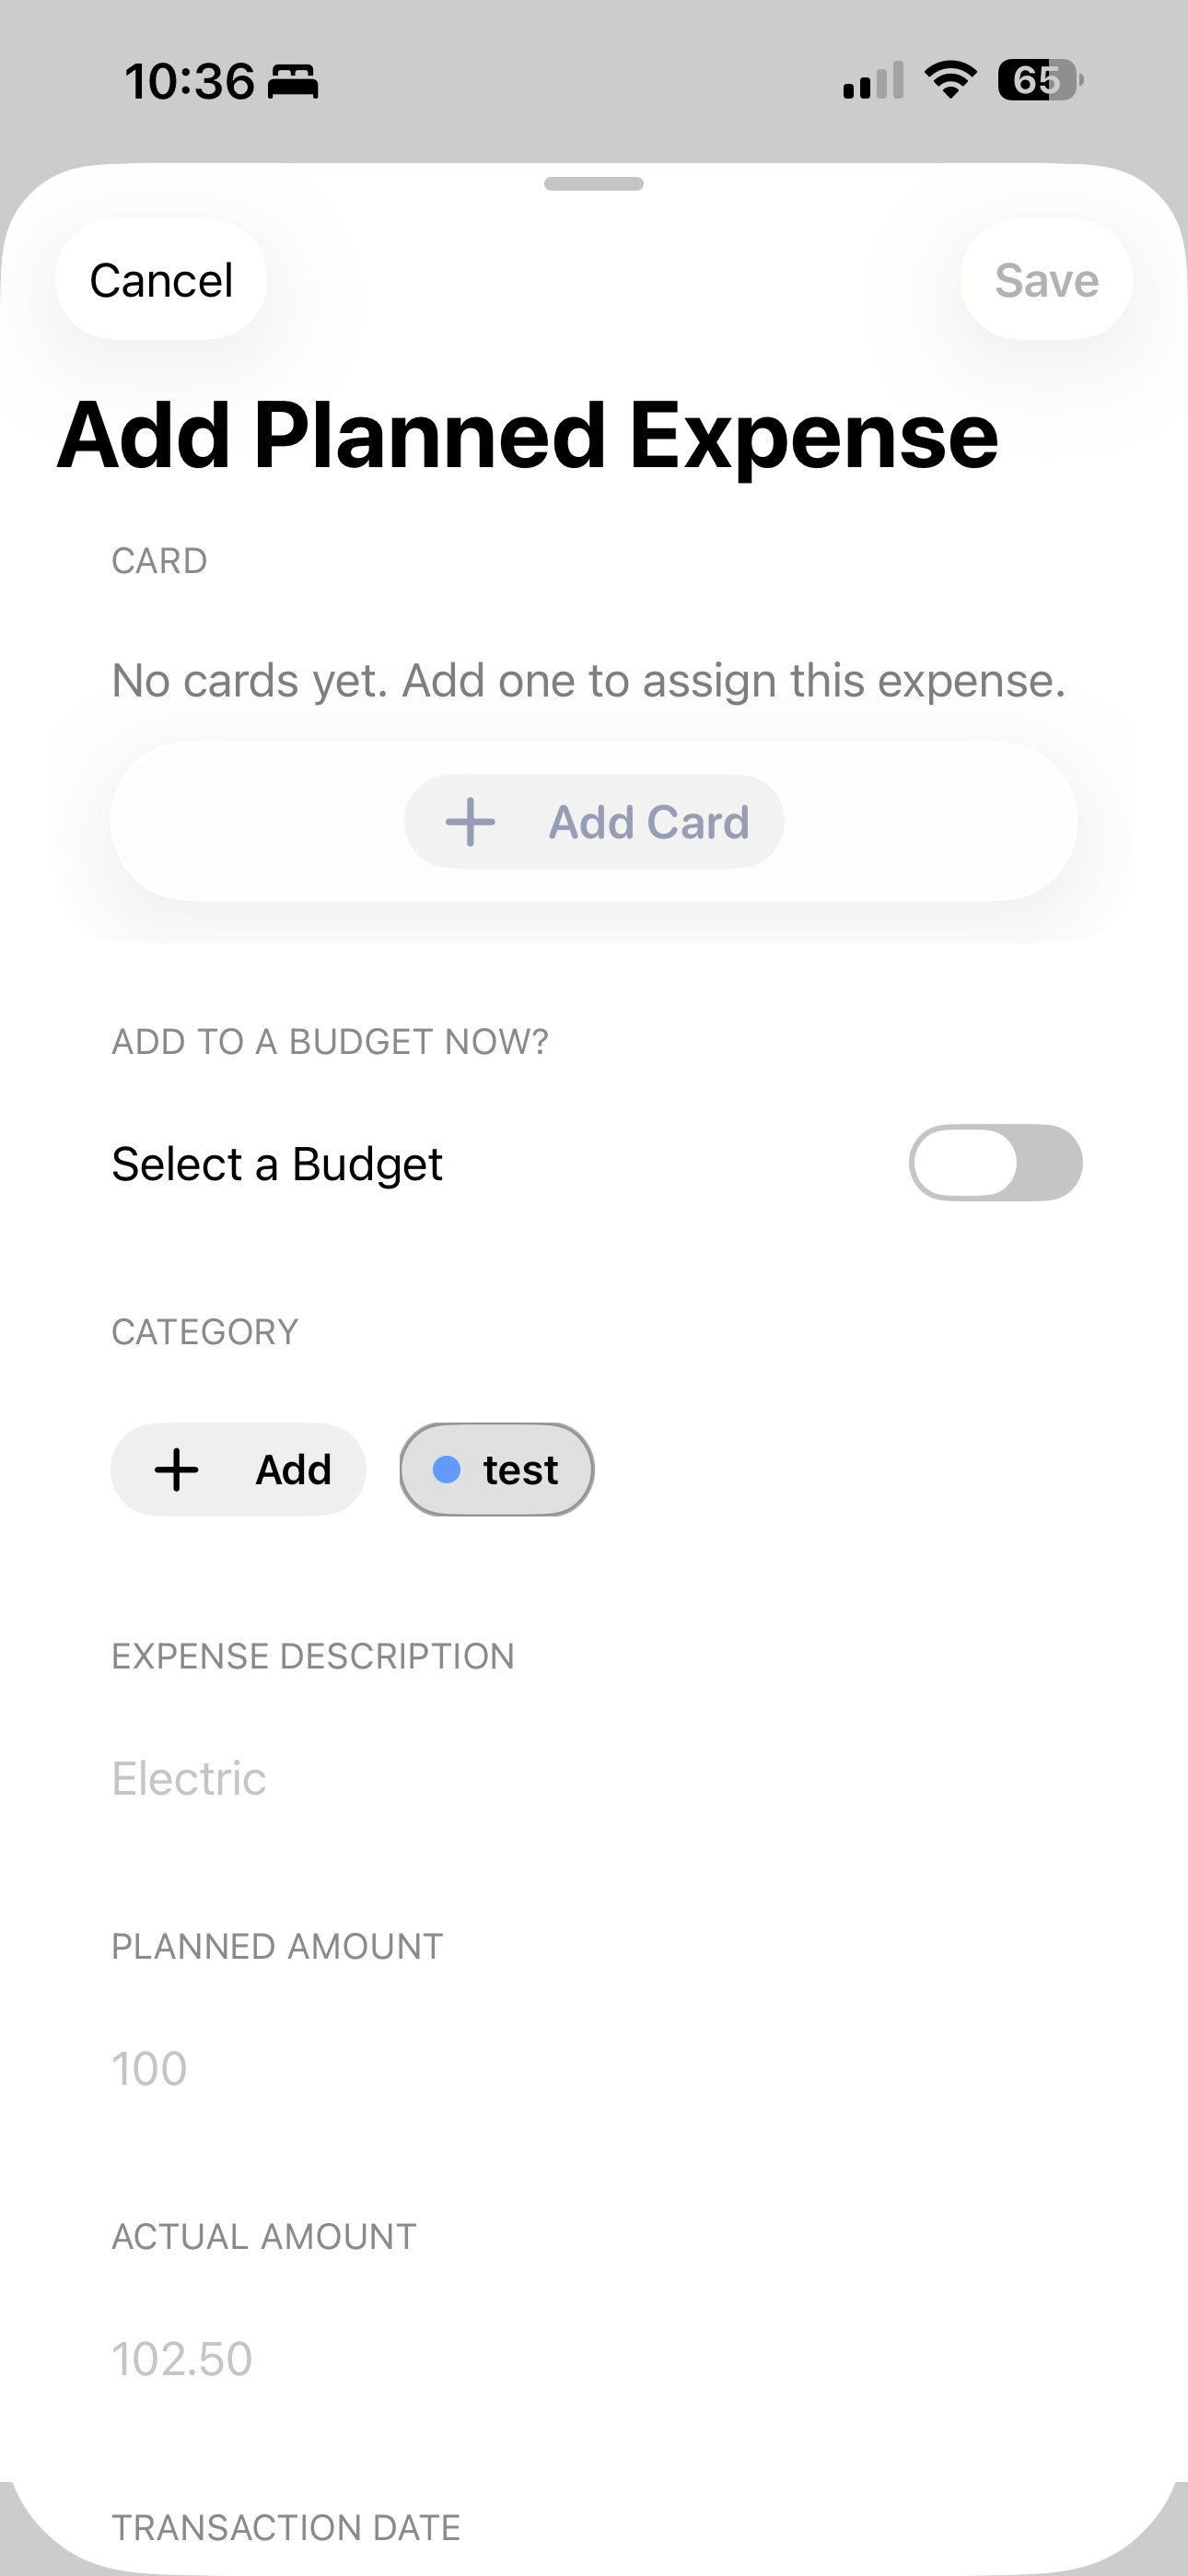 10:36
65
Cancel
Save
Add Planned Expense
CARD
No cards yet. Add one to assign this expense.
Add Card
ADD TO A BUDGET NOW?
Select a Budget
CATEGORY
Add
test
EXPENSE DESCRIPTION
Electric
PLANNED AMOUNT
100
ACTUAL AMOUNT
102.50
TRANSACTION DATE